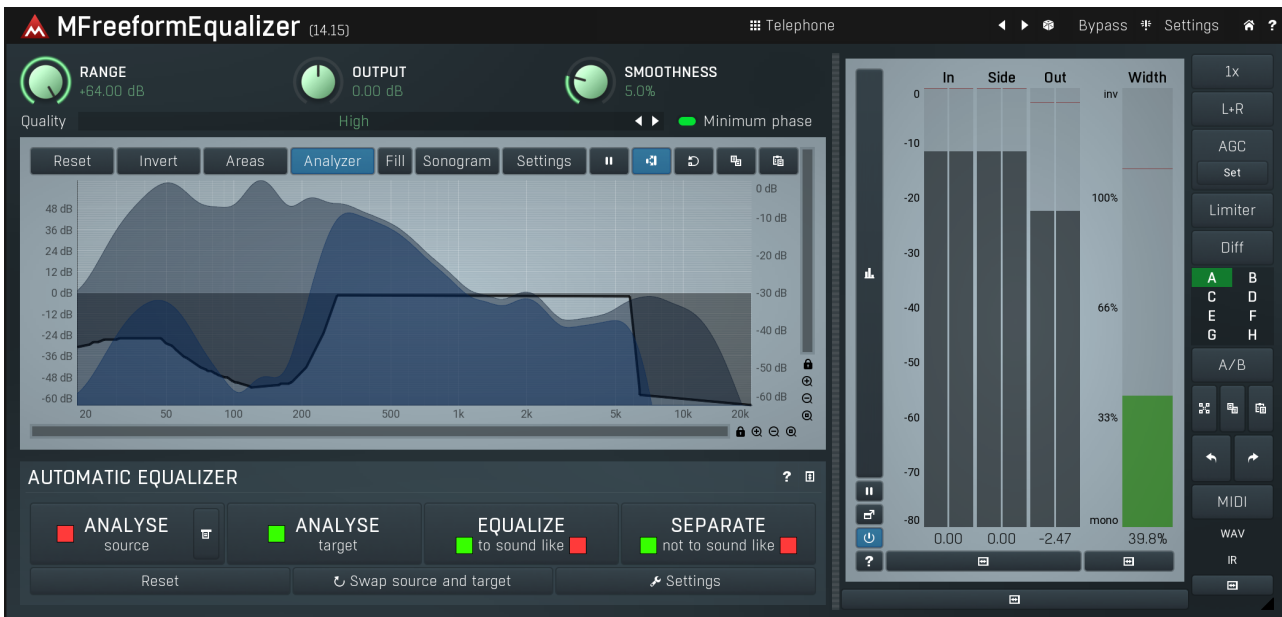 MFreeformEqualizer (14.15)
Telephone
Bypass
Settings
?
RANGE
+64.00 dB
OUTPUT
0.00 dB
SMOOTHNESS
5.0%
Quality
High
Minimum phase
Reset
Invert
Areas
Analyzer
Fill
Sonogram
Settings
48 dB
36 dB
24 dB
12 dB
0 dB
-12 dB
-24 dB
-36 dB
-48 dB
-60 dB
0 dB
-10 dB
-20 dB
-30 dB
-40 dB
-50 dB
-60 dB
20 50 100 200 500 1k 2k 5k 10k 20k
AUTOMATIC EQUALIZER
?
ANALYSE
source
ANALYSE
target
EQUALIZE
to sound like
SEPARATE
not to sound like
Reset
Swap source and target
Settings
In Side Out Width
0
-10
-20
-30
-40
-50
-60
-70
-80
inv
100%
66%
33%
mono
0.00 0.00 -2.47 39.8%
?
1x
L+R
AGC
Set
Limiter
Diff
A B
C D
E F
G H
A/B
MIDI
WAV
IR